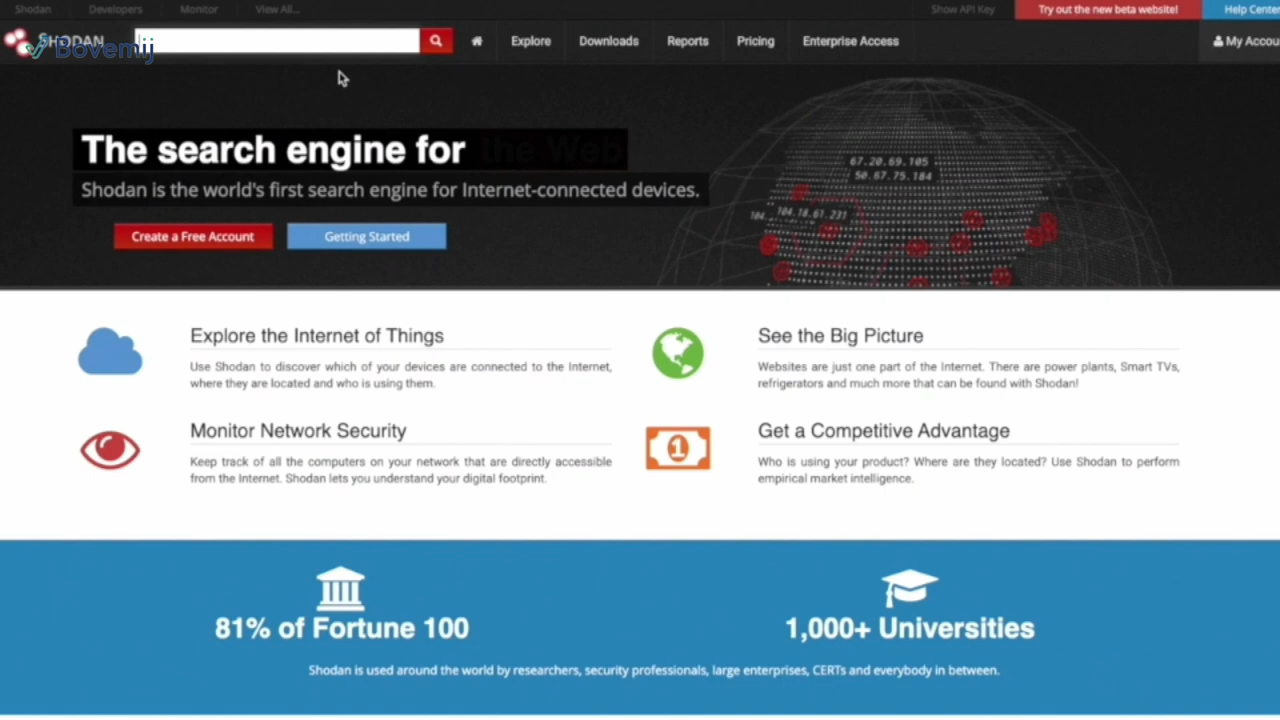 Shodan Developers Monitor View All... Show API Key Try out the new beta website! Help Center
SHODAN Explore Downloads Reports Pricing Enterprise Access My Accou
Bovemij
The search engine for the Web
Shodan is the world's first search engine for Internet-connected devices.
Create a Free Account Getting Started
67.20.69.105
50.67.75.184
104... 104.18.61.231
Explore the Internet of Things
Use Shodan to discover which of your devices are connected to the Internet,
where they are located and who is using them.
See the Big Picture
Websites are just one part of the Internet. There are power plants, Smart TVs,
refrigerators and much more that can be found with Shodan!
Monitor Network Security
Keep track of all the computers on your network that are directly accessible
from the Internet. Shodan lets you understand your digital footprint.
1
Get a Competitive Advantage
Who is using your product? Where are they located? Use Shodan to perform
empirical market intelligence.
81% of Fortune 100
1,000+ Universities
Shodan is used around the world by researchers, security professionals, large enterprises, CERTs and everybody in between.